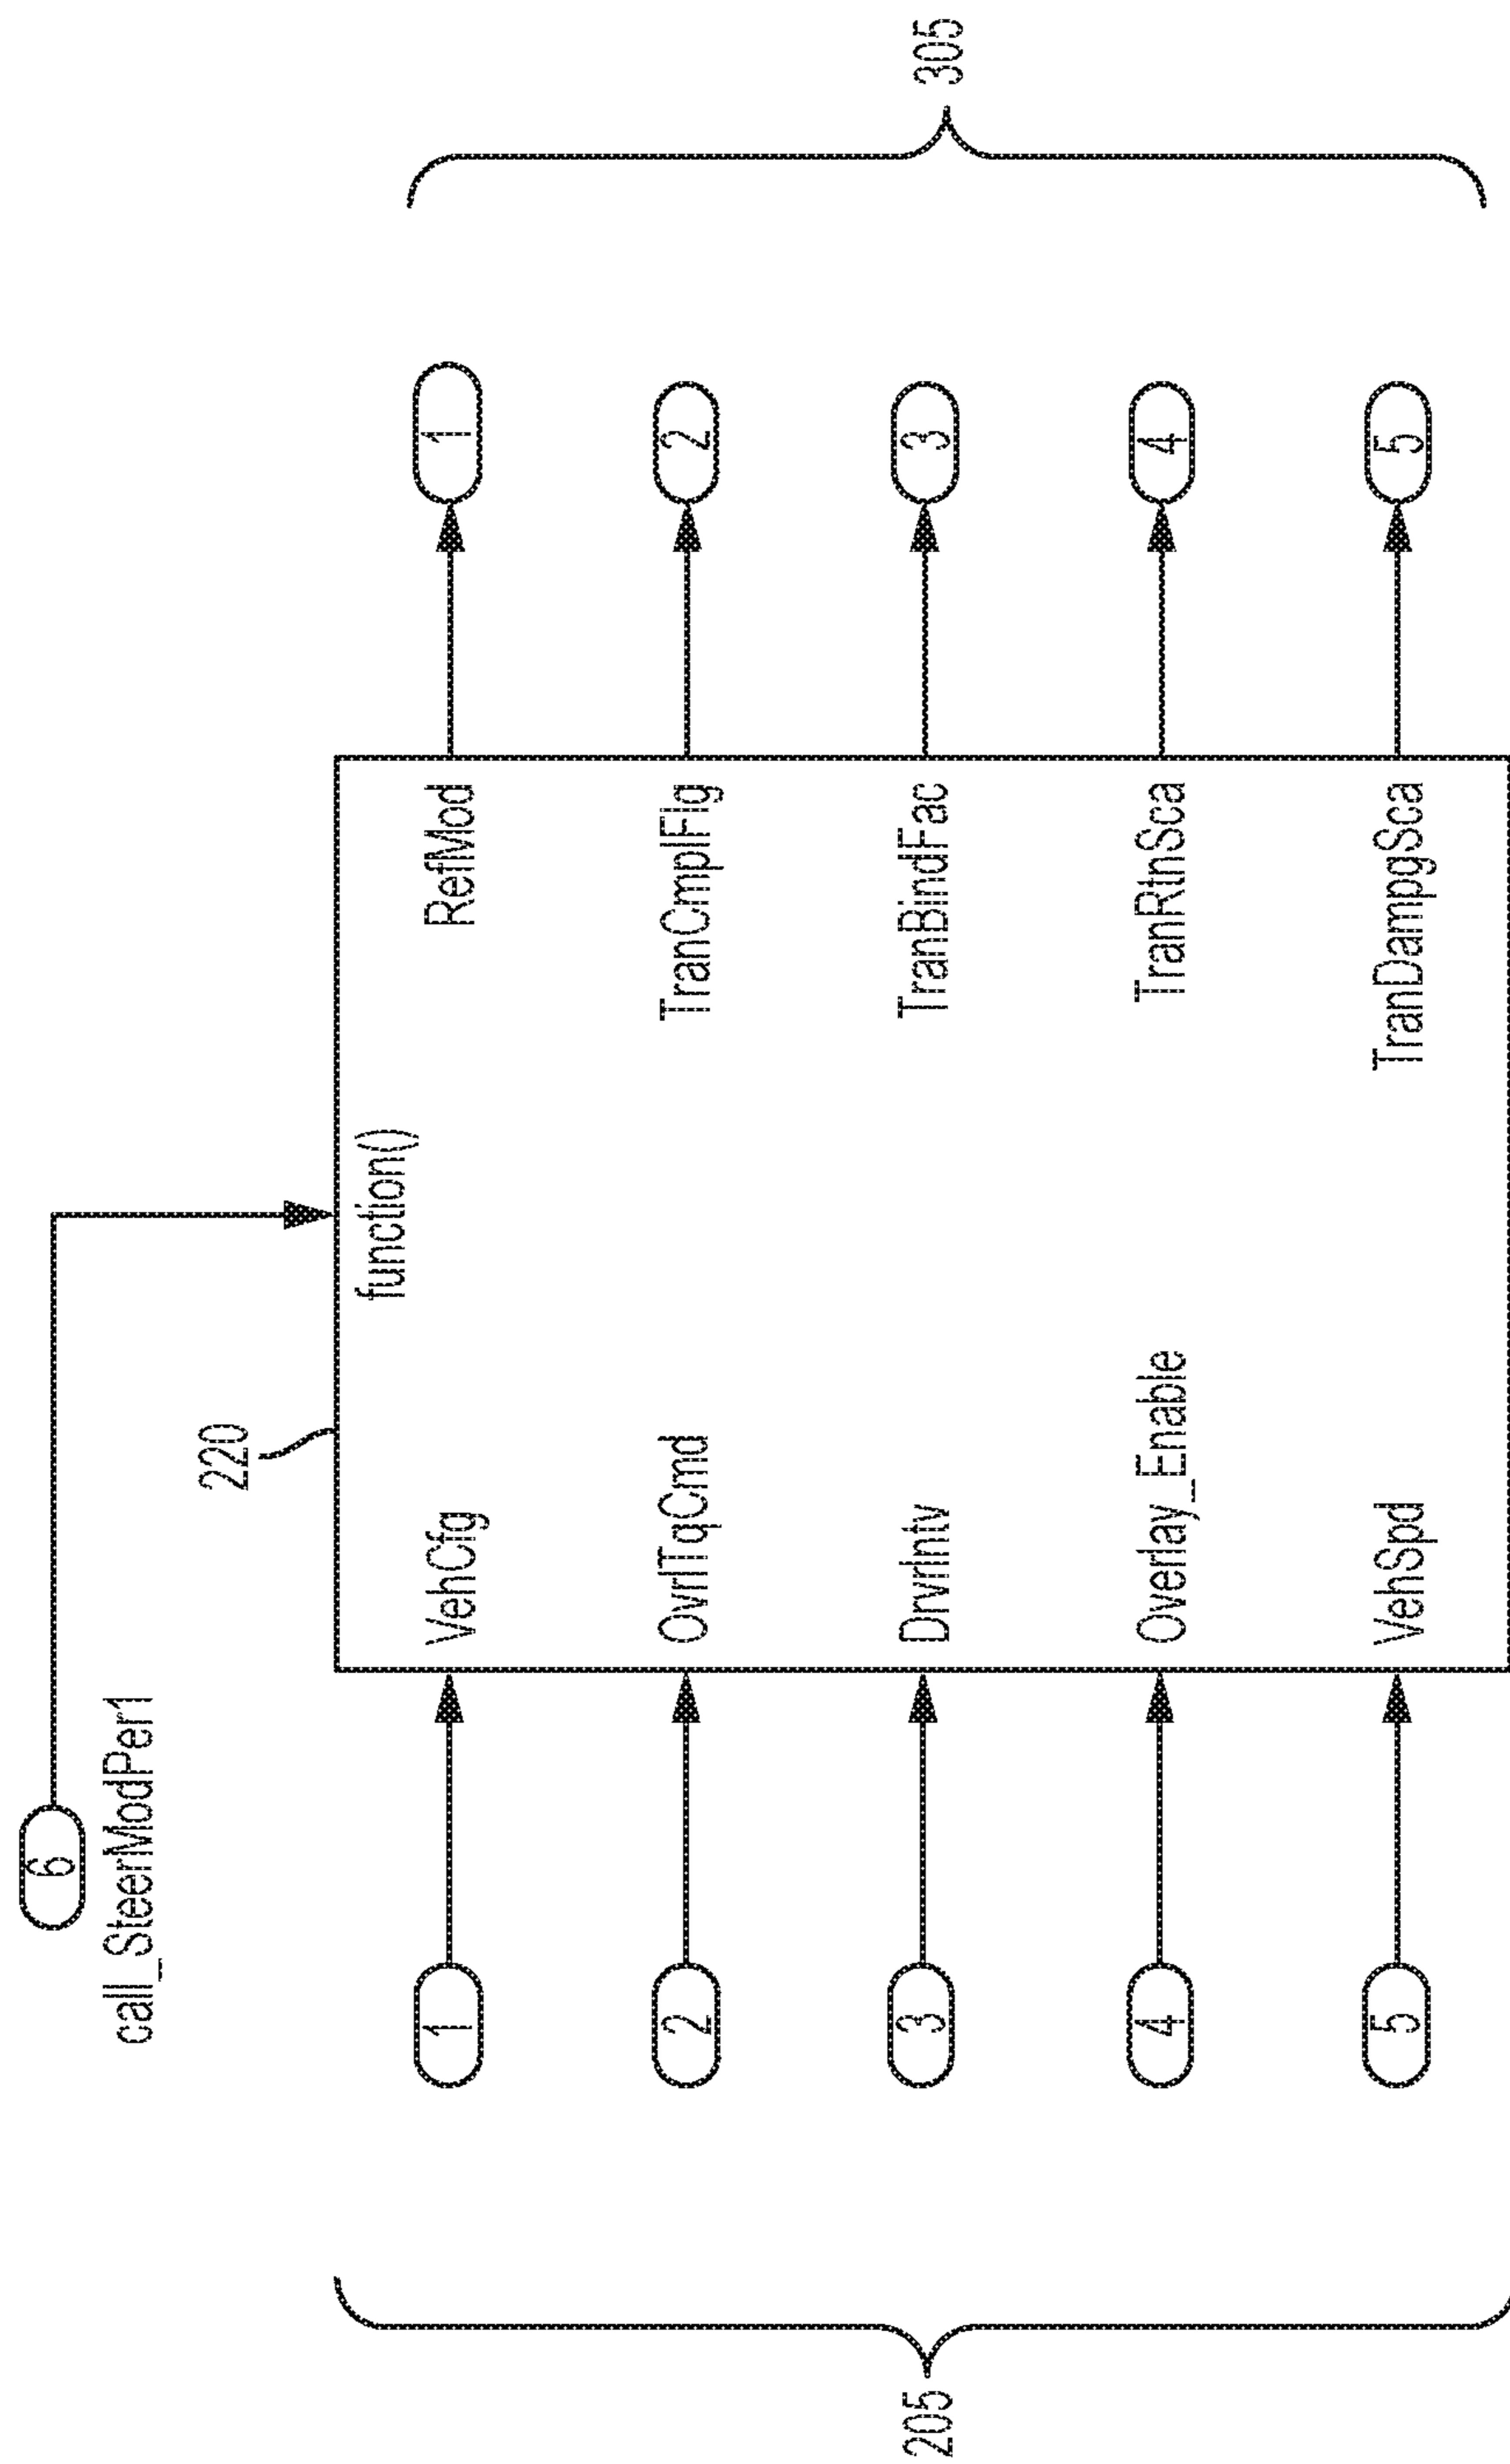 6
call_SteerModPer1
220
function()
1
VehCfg
RefMod
1
2
OvrlTqCmd
TranCmplFlg
2
3
DrvrIntv
TranBindFac
3
4
Overlay_Enable
TranRtnSca
4
5
VehSpd
TranDampgSca
5
205
305